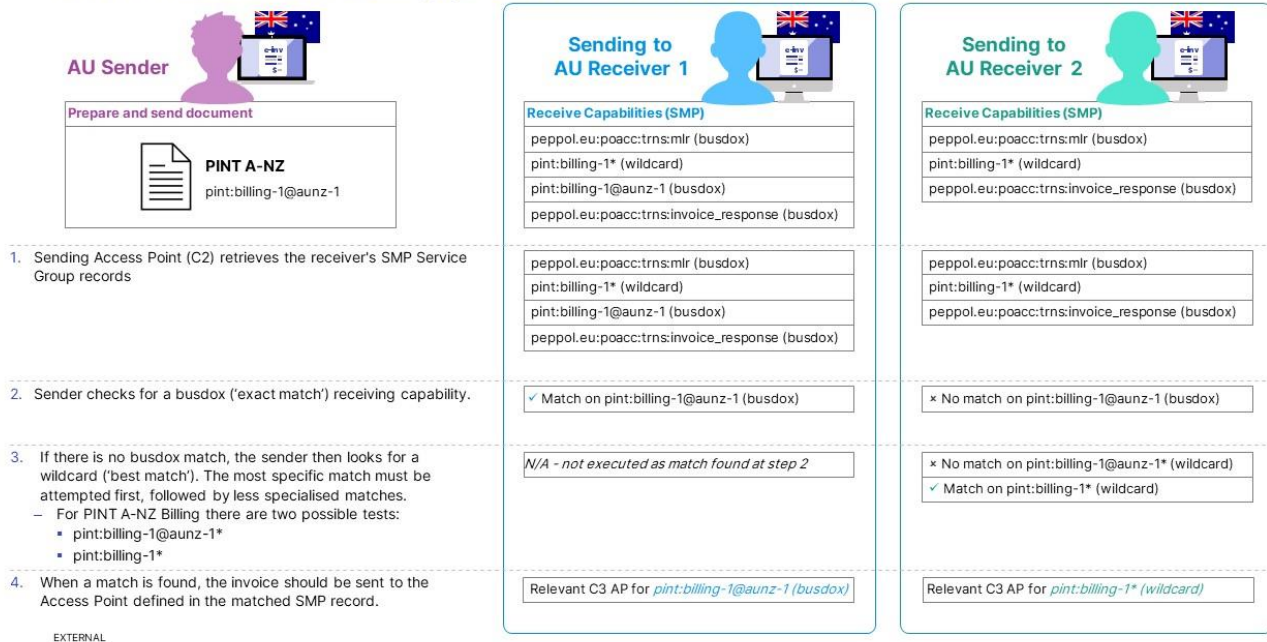 AU Sender
Prepare and send document
PINT A-NZ
pint:billing-1@aunz-1
Sending to
AU Receiver 1
e-inv
Receive Capabilities (SMP)
peppol.eu:poacc:trns:mlr (busdox)
pint:billing-1* (wildcard)
pint:billing-1@aunz-1 (busdox)
peppol.eu:poacc:trns:invoice_response (busdox)
Sending to
AU Receiver 2
e-inv
Receive Capabilities (SMP)
peppol.eu:poacc:trns:mlr (busdox)
pint:billing-1* (wildcard)
peppol.eu:poacc:trns:invoice_response (busdox)
1. Sending Access Point (C2) retrieves the receiver's SMP Service
Group records
peppol.eu:poacc:trns:mlr (busdox)
pint:billing-1* (wildcard)
pint:billing-1@aunz-1 (busdox)
peppol.eu:poacc:trns:invoice_response (busdox)
peppol.eu:poacc:trns:mlr (busdox)
pint:billing-1* (wildcard)
peppol.eu:poacc:trns:invoice_response (busdox)
2. Sender checks for a busdox (‘exact match’) receiving capability.
✓ Match on pint:billing-1@aunz-1 (busdox)
× No match on pint:billing-1@aunz-1 (busdox)
3. If there is no busdox match, the sender then looks for a
wildcard (‘best match’). The most specific match must be
attempted first, followed by less specialised matches.
– For PINT A-NZ Billing there are two possible tests:
▪ pint:billing-1@aunz-1*
▪ pint:billing-1*
N/A - not executed as match found at step 2
× No match on pint:billing-1@aunz-1* (wildcard)
✓ Match on pint:billing-1* (wildcard)
4. When a match is found, the invoice should be sent to the
Access Point defined in the matched SMP record.
Relevant C3 AP for pint:billing-1@aunz-1 (busdox)
Relevant C3 AP for pint:billing-1* (wildcard)
EXTERNAL